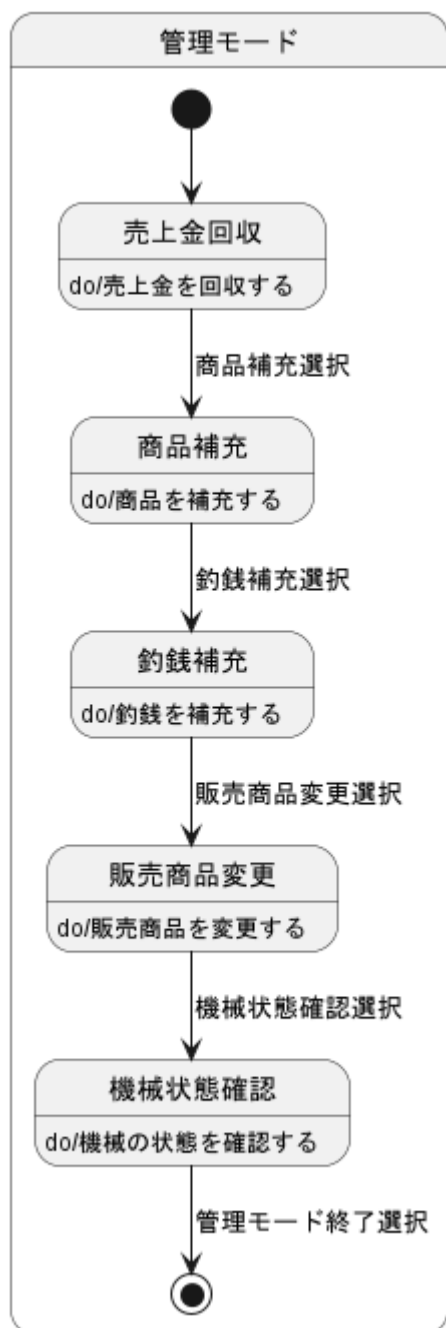 管理モード
売上金回収
do/売上金を回収する
商品補充選択
商品補充
do/商品を補充する
釣銭補充選択
釣銭補充
do/釣銭を補充する
販売商品変更選択
販売商品変更
do/販売商品を変更する
機械状態確認選択
機械状態確認
do/機械の状態を確認する
管理モード終了選択